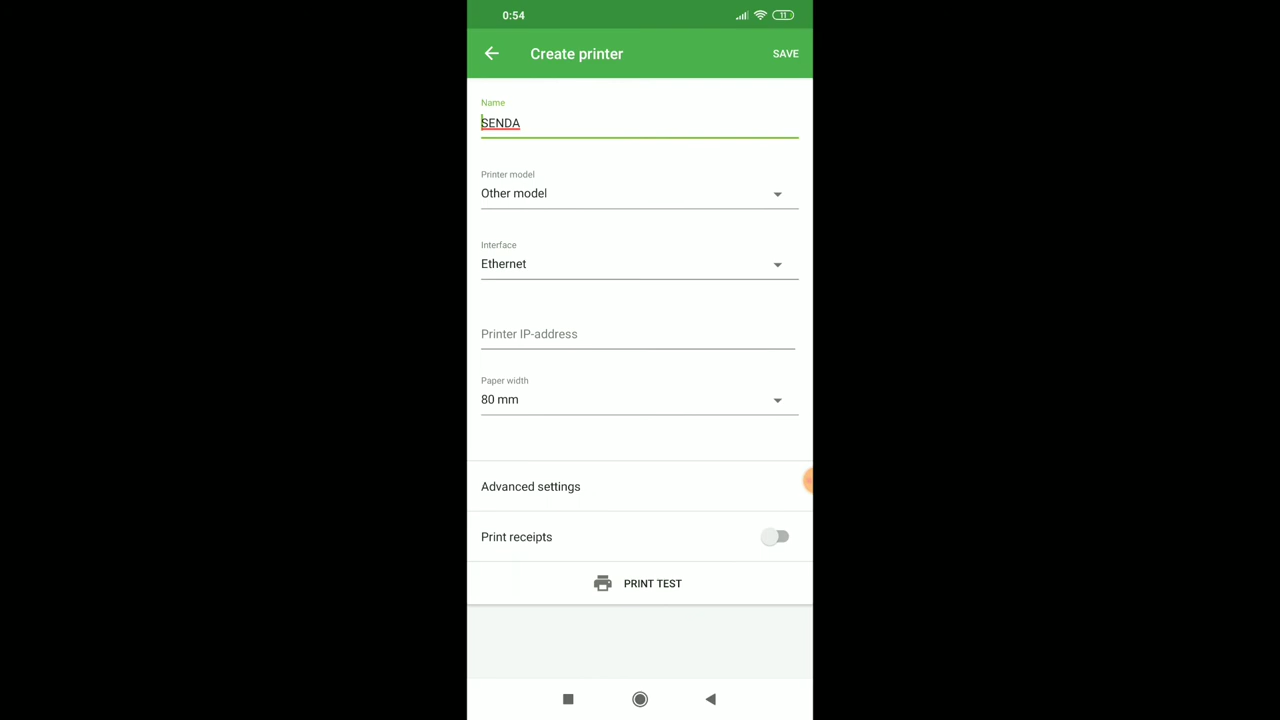 0:54
11
Create printer
SAVE
Name
SENDA
Printer model
Other model
Interface
Ethernet
Printer IP-address
Paper width
80 mm
Advanced settings
Print receipts
PRINT TEST